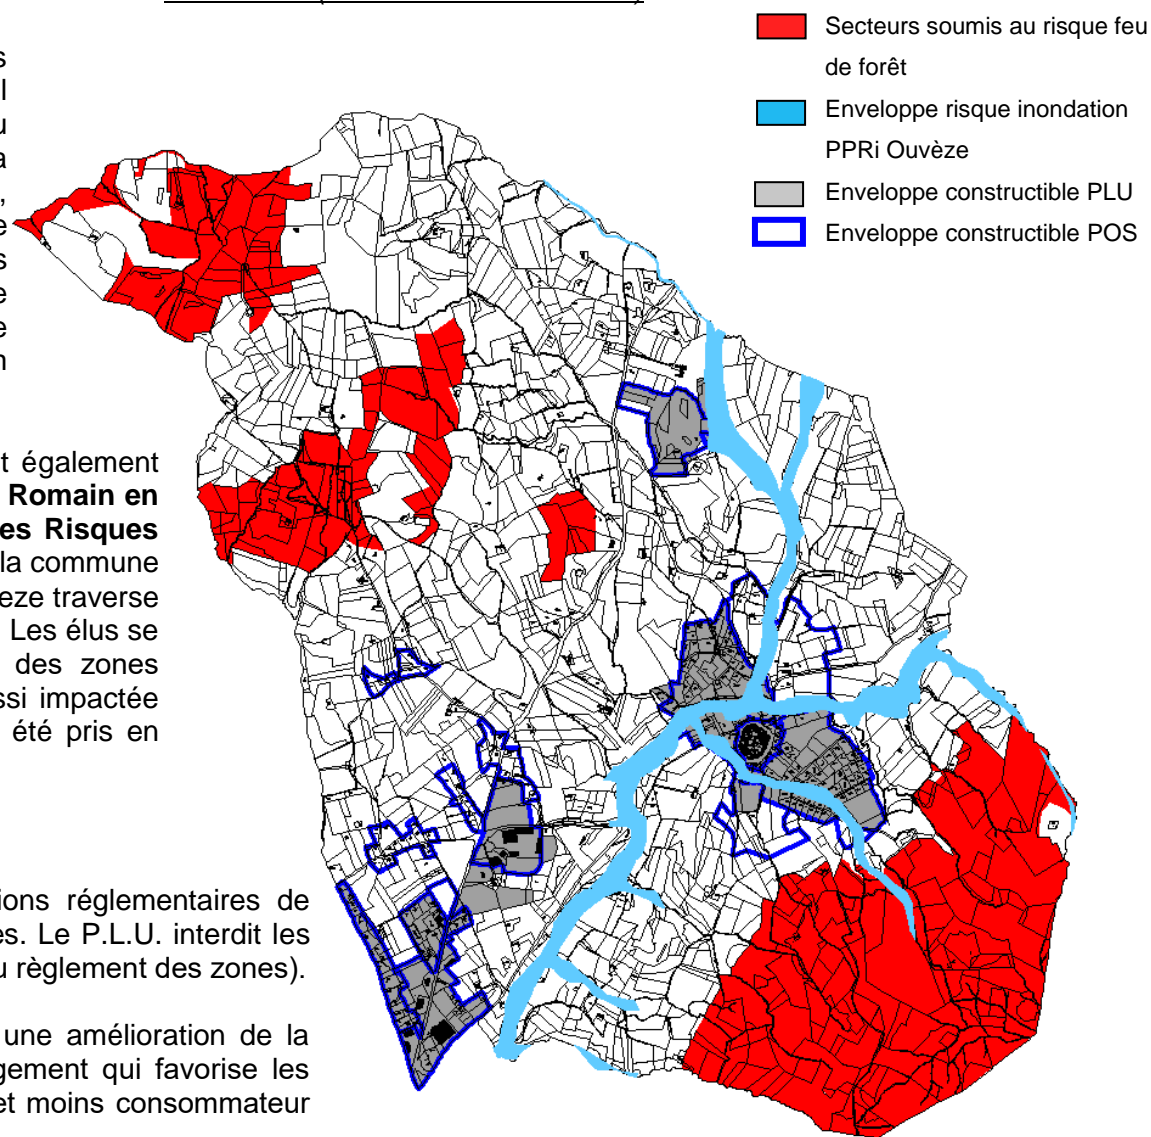 Secteurs soumis au risque feu
de forêt
Enveloppe risque inondation
PPRi Ouvèze
Enveloppe constructible PLU
Enveloppe constructible POS
s
l
u
a
,
e
s
e
e
n
t également
Romain en
es Risques
la commune
eze traverse
. Les élus se
des zones
ssi impactée
été pris en
ions réglementaires de
es. Le P.L.U. interdit les
u règlement des zones).
une amélioration de la
gement qui favorise les
et moins consommateur